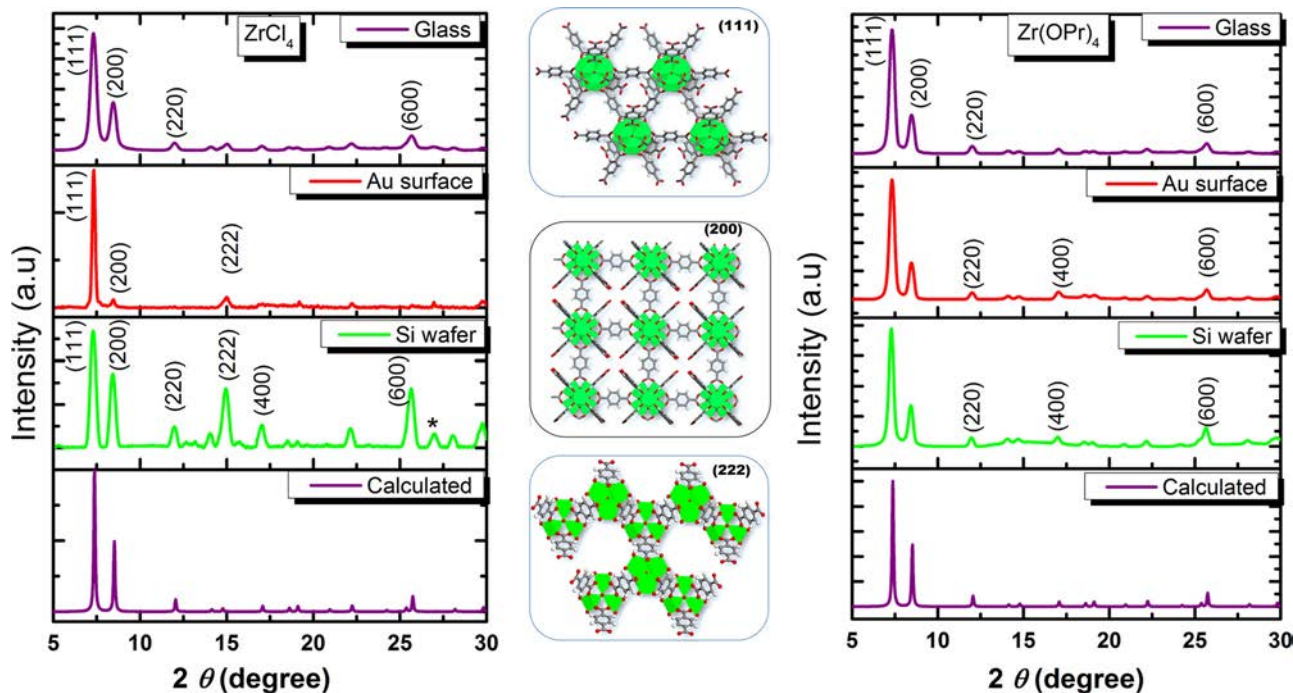 ZrCl4
Glass
(111)
(200)
(220)
(600)
Au surface
(111)
(200)
(222)
Si wafer
(111)
(200)
(220)
(222)
(400)
(600)
*
Calculated
Intensity (a.u)
5 10 15 20 25 30
2 θ (degree)
(111)
(200)
(222)
Zr(OPr)4
Glass
(111)
(200)
(220)
(600)
Au surface
(220)
(400)
(600)
Si wafer
(220)
(400)
(600)
Calculated
Intensity (a.u)
5 10 15 20 25 30
2 θ (degree)